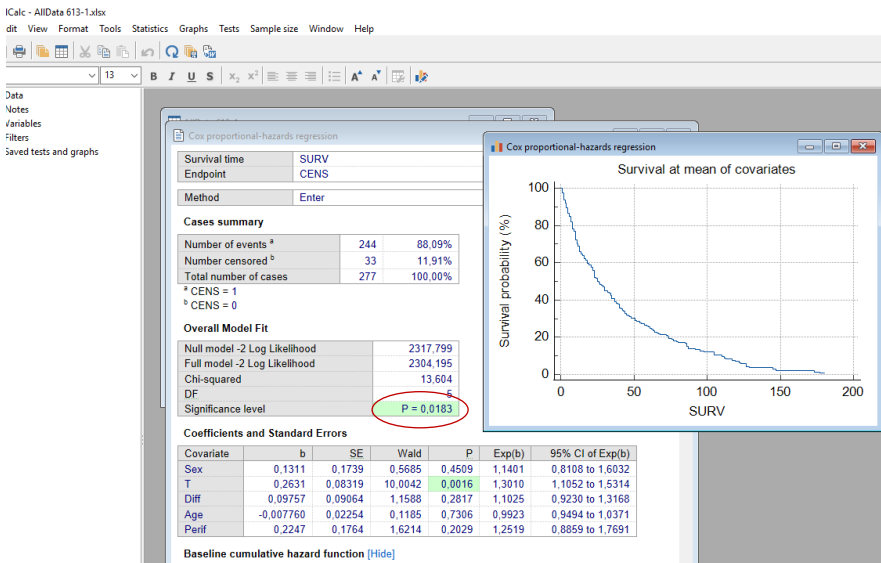 lCalc - AllData 613-1.xlsx
dit View Format Tools Statistics Graphs Tests Sample size Window Help
13 B I U S x₂ x² A A
Data
Notes
Variables
Filters
Saved tests and graphs
Cox proportional-hazards regression
Survival time SURV
Endpoint CENS
Method Enter
Cases summary
Number of events ᵃ 244 88,09%
Number censored ᵇ 33 11,91%
Total number of cases 277 100,00%
ᵃ CENS = 1
ᵇ CENS = 0
Overall Model Fit
Null model -2 Log Likelihood 2317,799
Full model -2 Log Likelihood 2304,195
Chi-squared 13,604
DF 5
Significance level P = 0,0183
Coefficients and Standard Errors
Covariate b SE Wald P Exp(b) 95% CI of Exp(b)
Sex 0,1311 0,1739 0,5685 0,4509 1,1401 0,8108 to 1,6032
T 0,2631 0,08319 10,0042 0,0016 1,3010 1,1052 to 1,5314
Diff 0,09757 0,09064 1,1588 0,2817 1,1025 0,9230 to 1,3168
Age -0,007760 0,02254 0,1185 0,7306 0,9923 0,9494 to 1,0371
Perif 0,2247 0,1764 1,6214 0,2029 1,2519 0,8859 to 1,7691
Baseline cumulative hazard function [Hide]
Cox proportional-hazards regression
Survival at mean of covariates
Survival probability (%)
100
80
60
40
20
0
0 50 100 150 200
SURV